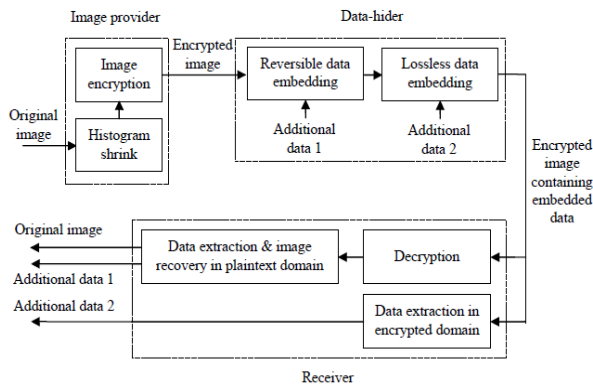 Image provider
Data-hider
Image
encryption
Encrypted
image
Reversible data
embedding
Lossless data
embedding
Original
image
Histogram
shrink
Additional
data 1
Additional
data 2
Encrypted
image
containing
embedded
data
Original image
Additional data 1
Additional data 2
Data extraction & image
recovery in plaintext domain
Decryption
Data extraction in
encrypted domain
Receiver